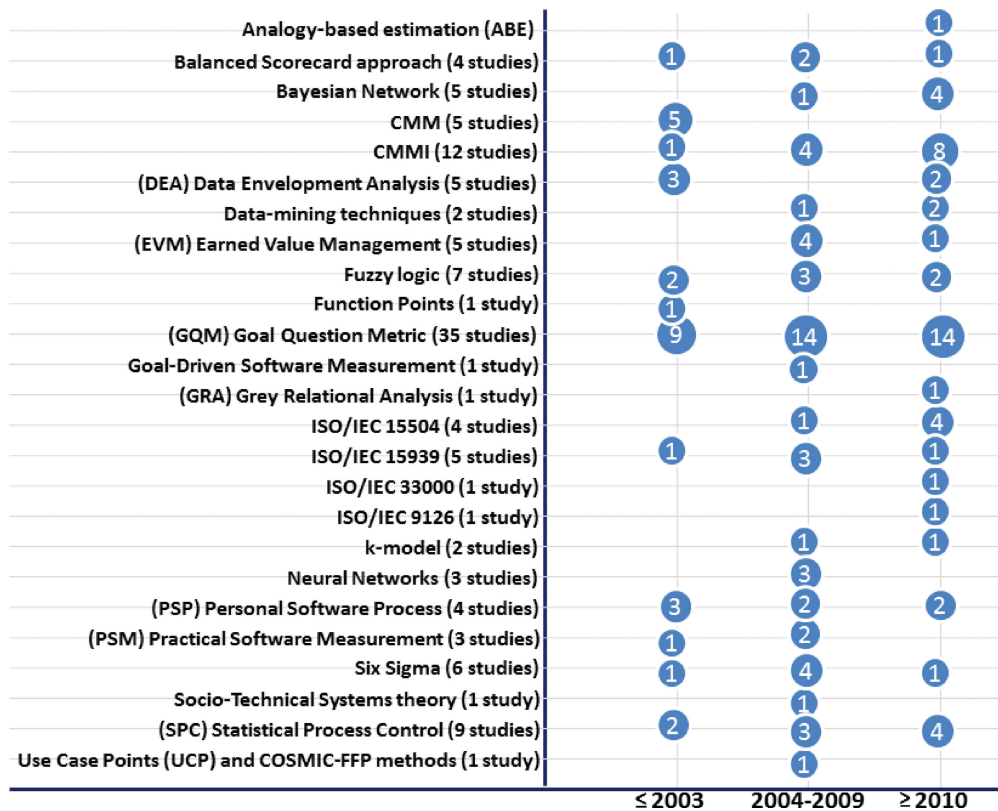 Analogy-based estimation (ABE) 1
Balanced Scorecard approach (4 studies) 1 2 1
Bayesian Network (5 studies) 1 4
CMM (5 studies) 5
CMMI (12 studies) 1 4 8
(DEA) Data Envelopment Analysis (5 studies) 3 2
Data-mining techniques (2 studies) 1 2
(EVM) Earned Value Management (5 studies) 4 1
Fuzzy logic (7 studies) 2 3 2
Function Points (1 study) 1
(GQM) Goal Question Metric (35 studies) 9 14 14
Goal-Driven Software Measurement (1 study) 1
(GRA) Grey Relational Analysis (1 study) 1
ISO/IEC 15504 (4 studies) 1 4
ISO/IEC 15939 (5 studies) 1 3 1
ISO/IEC 33000 (1 study) 1
ISO/IEC 9126 (1 study) 1
k-model (2 studies) 1 1
Neural Networks (3 studies) 3
(PSP) Personal Software Process (4 studies) 3 2 2
(PSM) Practical Software Measurement (3 studies) 1 2
Six Sigma (6 studies) 1 4 1
Socio-Technical Systems theory (1 study) 1
(SPC) Statistical Process Control (9 studies) 2 3 4
Use Case Points (UCP) and COSMIC-FFP methods (1 study) 1
≤2003 2004-2009 ≥2010